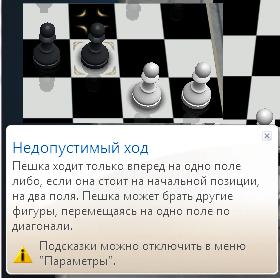 Недопустимый ход
Пешка ходит только вперед на одно поле
либо, если она стоит на начальной позиции,
на два поля. Пешка может брать другие
фигуры, перемещаясь на одно поле по
диагонали.
Подсказки можно отключить в меню
"Параметры".